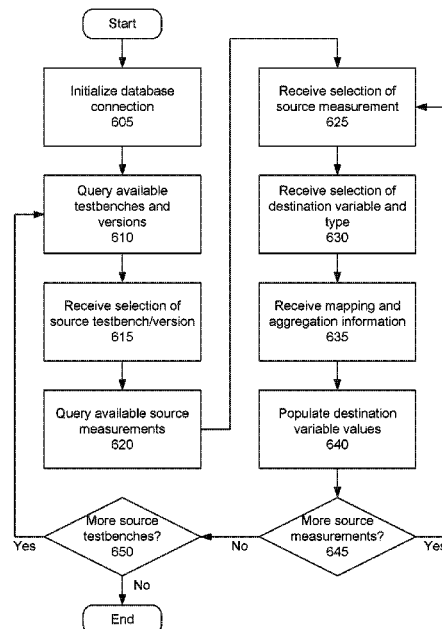 Start
Initialize database
connection
605
Query available
testbenches and
versions
610
Receive selection of
source testbench/version
615
Query available source
measurements
620
Receive selection of
source measurement
625
Receive selection of
destination variable and
type
630
Receive mapping and
aggregation information
635
Populate destination
variable values
640
More source
measurements?
645
Yes
No
More source
testbenches?
650
Yes
No
End